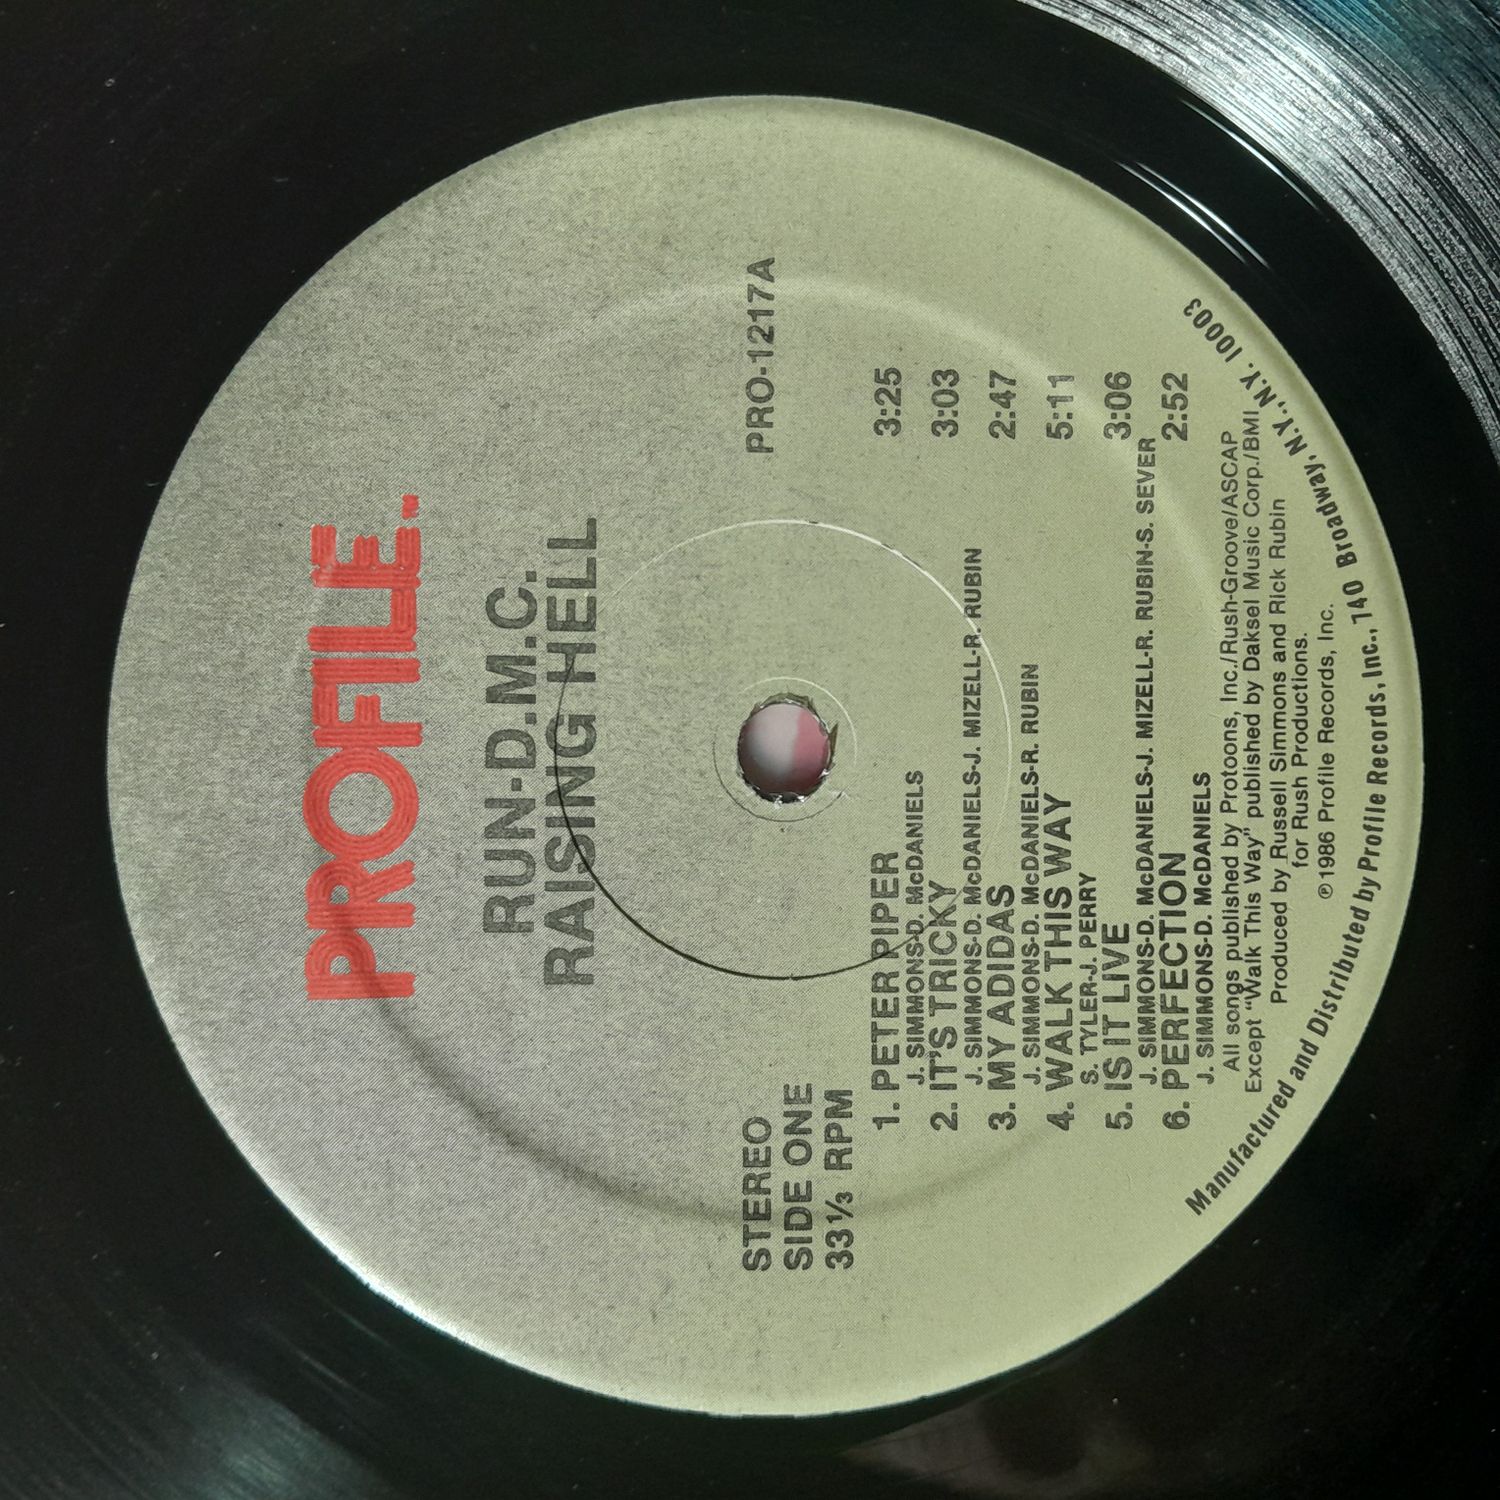 PROFILE™
RUN-D.M.C.
RAISING HELL
STEREO
SIDE ONE
33 1/3 RPM
PRO-1217A
1. PETER PIPER 3:25
J. SIMMONS-D. McDANIELS
2. IT'S TRICKY 3:03
J. SIMMONS-D. McDANIELS-J. MIZELL-R. RUBIN
3. MY ADIDAS 2:47
J. SIMMONS-D. McDANIELS-R. RUBIN
4. WALK THIS WAY 5:11
S. TYLER-J. PERRY
5. IS IT LIVE 3:06
J. SIMMONS-D. McDANIELS-J. MIZELL-R. RUBIN-S. SEVER
6. PERFECTION 2:52
J. SIMMONS-D. McDANIELS
All songs published by Protoons, Inc./Rush-Groove/ASCAP
Except "Walk This Way" published by Daksel Music Corp./BMI
Produced by Russell Simmons and Rick Rubin
for Rush Productions.
℗1986 Profile Records, Inc.
Manufactured and Distributed by Profile Records, Inc., 740 Broadway, N.Y., N.Y. 10003